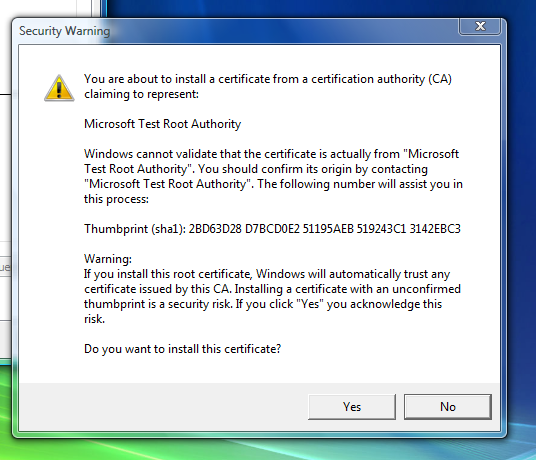 Security Warning
You are about to install a certificate from a certification authority (CA)
claiming to represent:
Microsoft Test Root Authority
Windows cannot validate that the certificate is actually from "Microsoft
Test Root Authority". You should confirm its origin by contacting
"Microsoft Test Root Authority". The following number will assist you in
this process:
Thumbprint (sha1): 2BD63D28 D7BCD0E2 51195AEB 519243C1 3142EBC3
Warning:
If you install this root certificate, Windows will automatically trust any
certificate issued by this CA. Installing a certificate with an unconfirmed
thumbprint is a security risk. If you click "Yes" you acknowledge this
risk.
Do you want to install this certificate?
Yes
No